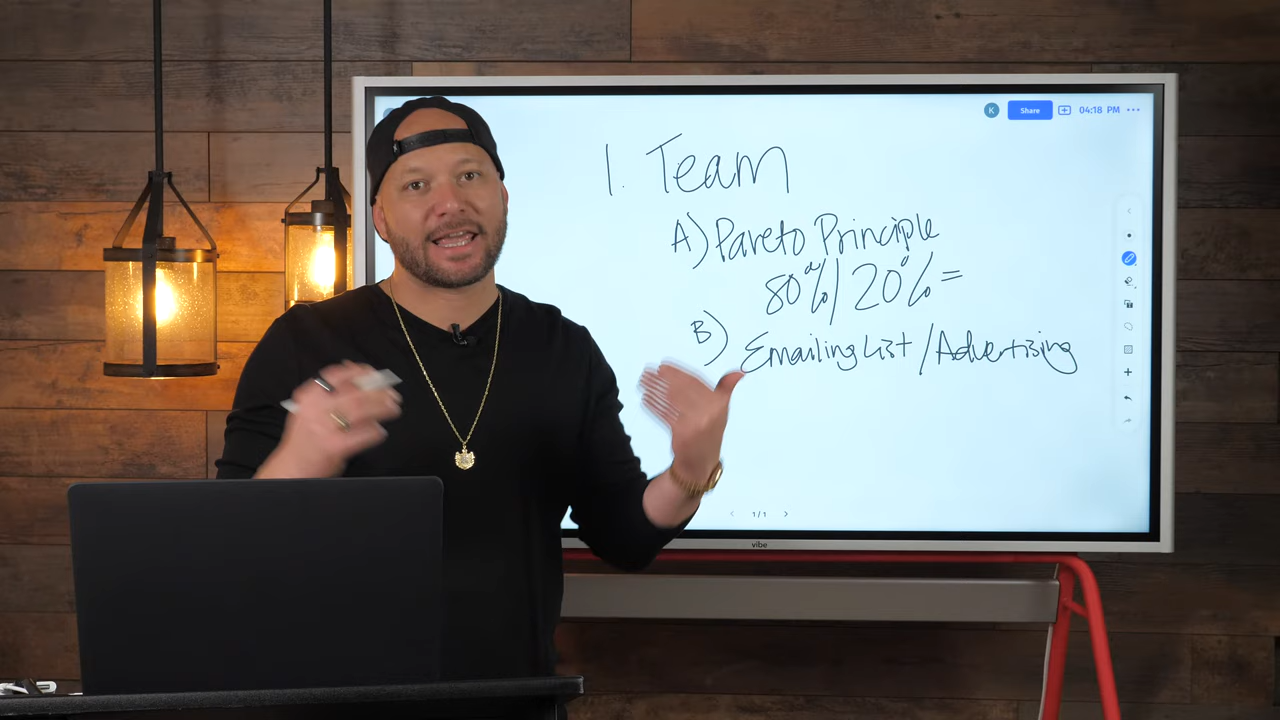 K Share 04:18 PM
1. Team
A) Pareto Principle
80%/20% =
B) Emailing List / Advertising
1/1
vibe